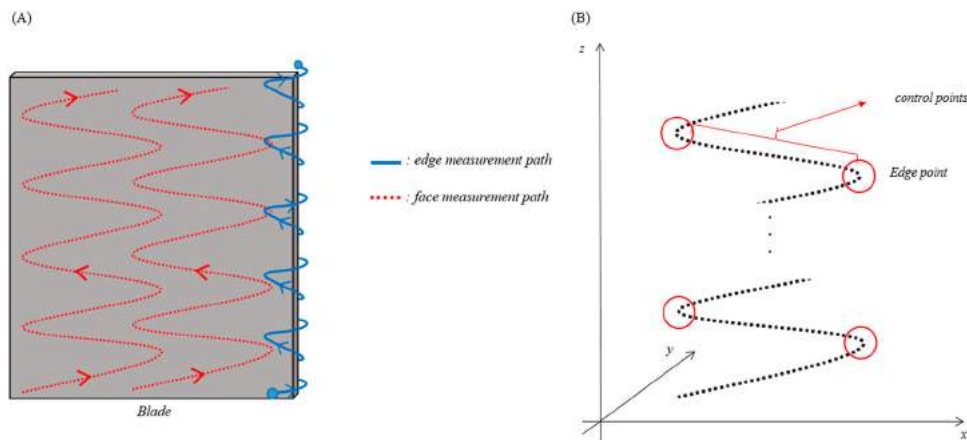 (A)
: edge measurement path
: face measurement path
Blade
(B)
z
control points
Edge point
y
x